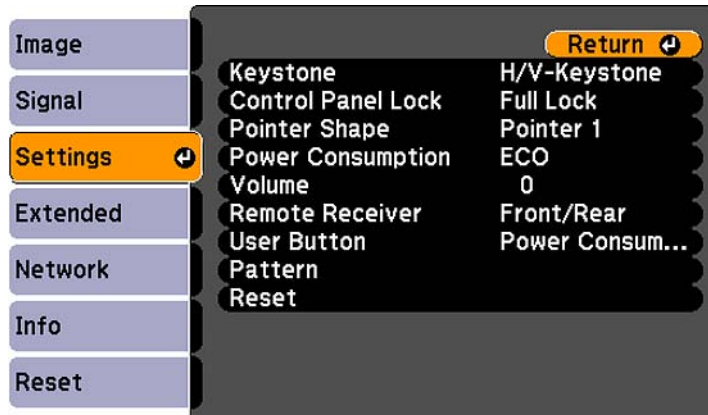 Image
Signal
Settings
Extended
Network
Info
Reset
Return
Keystone H/V-Keystone
Control Panel Lock Full Lock
Pointer Shape Pointer 1
Power Consumption ECO
Volume 0
Remote Receiver Front/Rear
User Button Power Consum...
Pattern
Reset